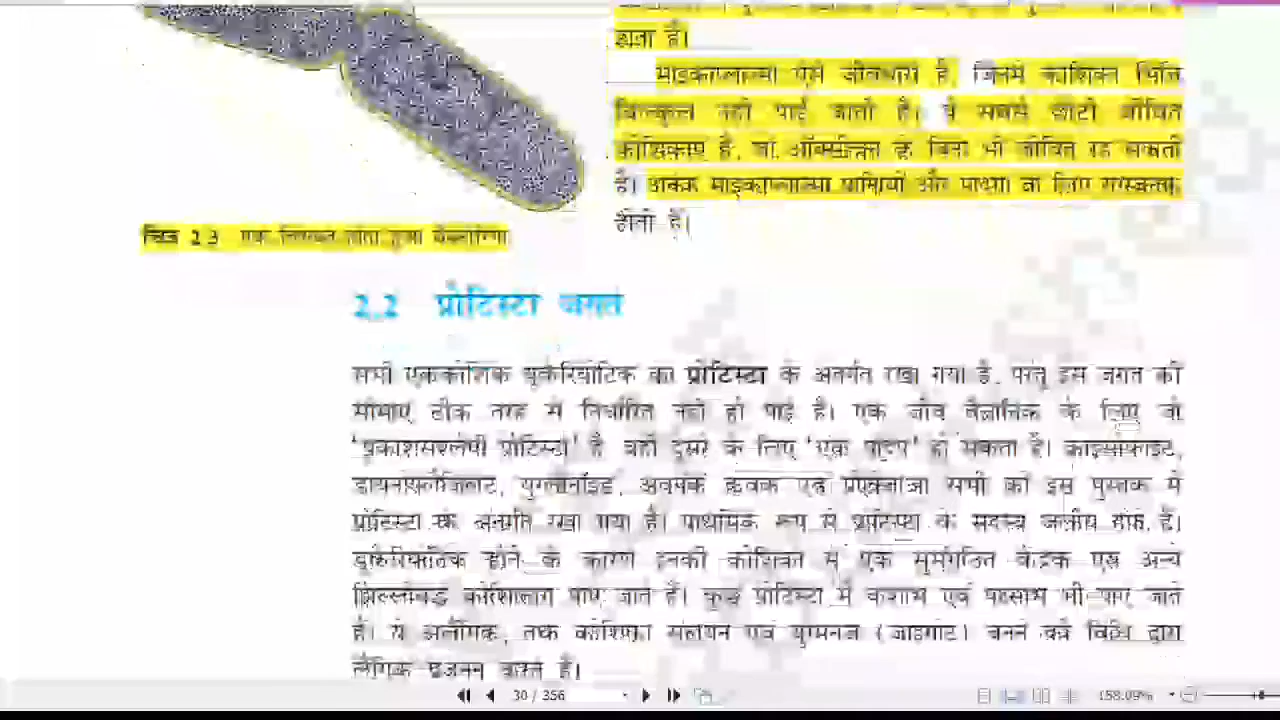 होता है।
माइकोप्लाज्मा ऐसे जीवधारी हैं, जिनमें कोशिका भित्ति
बिल्कुल नहीं पाई जाती है। ये सबसे छोटी जीवित
कोशिकाएँ हैं, जो ऑक्सीजन के बिना भी जीवित रह सकती
हैं। अनेक माइकोप्लाज्मा प्राणियों और पादपों के लिए
होती हैं।
चित्र 2.3 एक विभक्त होता हुआ बैक्टीरिया
2.2 प्रोटिस्टा जगत
सभी एककोशिक यूकैरियोटिक को प्रोटिस्टा के अंतर्गत रखा गया है, परंतु इस जगत की
सीमाएं ठीक तरह से निर्धारित नहीं हो पाई हैं। एक जीव वैज्ञानिक के लिए जो
'प्रकाशसंश्लेषी प्रोटिस्टा' है वही दूसरे के लिए 'एक पादप' हो सकता है। क्राइसोफाइट,
डायनोफ्लैजिलेट, युग्लीनॉइड, अवपंक कवक एवं प्रोटोजोआ सभी को इस पुस्तक में
प्रोटिस्टा के अंतर्गत रखा गया है। प्राथमिक रूप से प्रोटिस्टा के सदस्य जलीय होते हैं।
यूकैरियोटिक होने के कारण इनकी कोशिका में एक सुसंगठित केंद्रक एवं अन्य
झिल्लीबद्ध कोशिकांग पाए जाते हैं। कुछ प्रोटिस्टा में कशाभ एवं पक्ष्माभ भी पाए जाते
हैं। ये अलैंगिक, तथा कोशिका संलयन एवं युग्मनज (जाइगोट) बनने की विधि द्वारा
लैंगिक प्रजनन करते हैं।
30 / 356
158.09%